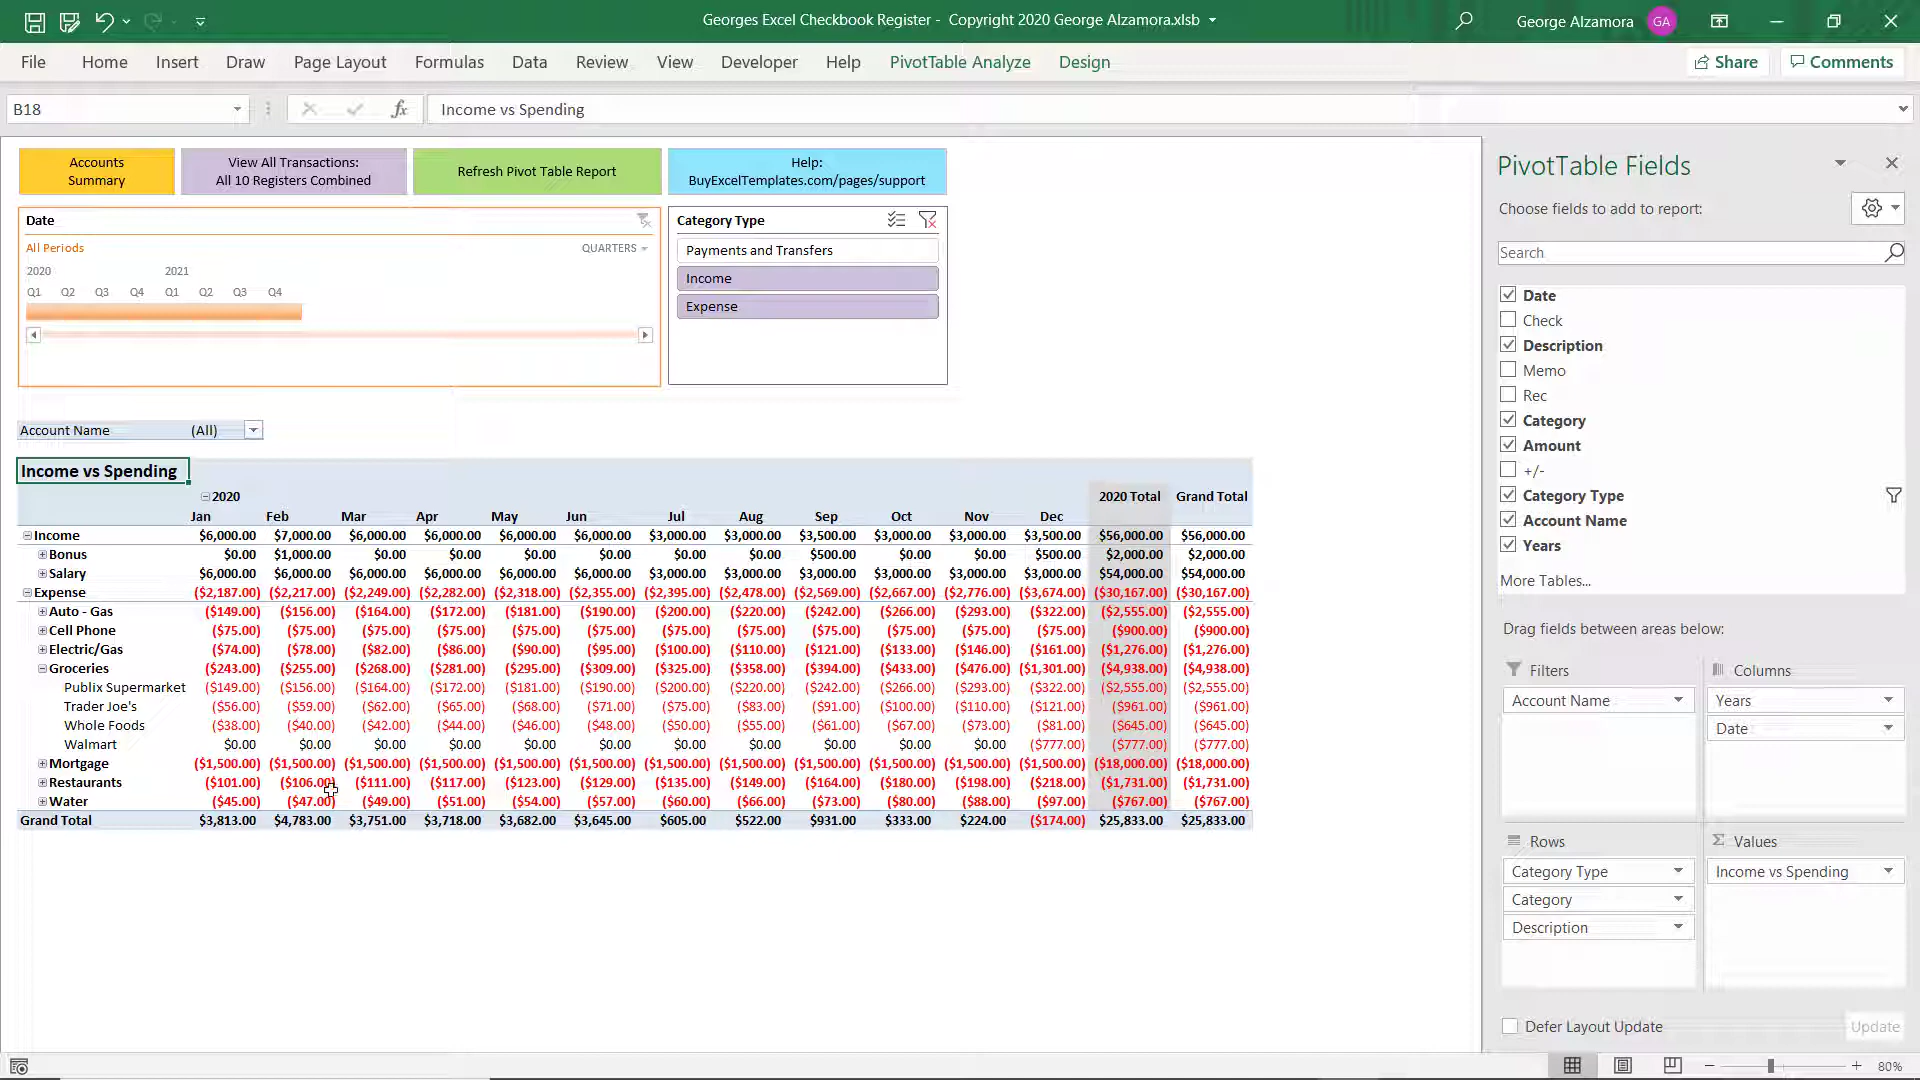 Georges Excel Checkbook Register -  Copyright 2020 George Alzamora.xlsb
George Alzamora GA
File Home Insert Draw Page Layout Formulas Data Review View Developer Help PivotTable Analyze Design Share Comments
B18 fx Income vs Spending
Accounts
Summary
View All Transactions:
All 10 Registers Combined
Refresh Pivot Table Report
Help:
BuyExcelTemplates.com/pages/support
Date
All Periods QUARTERS
2020 2021
Q1 Q2 Q3 Q4 Q1 Q2 Q3 Q4
Category Type
Payments and Transfers
Income
Expense
Account Name (All)
Income vs Spending
2020 2020 Total Grand Total
Jan Feb Mar Apr May Jun Jul Aug Sep Oct Nov Dec
Income $6,000.00 $7,000.00 $6,000.00 $6,000.00 $6,000.00 $6,000.00 $3,000.00 $3,000.00 $3,500.00 $3,000.00 $3,000.00 $3,500.00 $56,000.00 $56,000.00
Bonus $0.00 $1,000.00 $0.00 $0.00 $0.00 $0.00 $0.00 $0.00 $500.00 $0.00 $0.00 $500.00 $2,000.00 $2,000.00
Salary $6,000.00 $6,000.00 $6,000.00 $6,000.00 $6,000.00 $6,000.00 $3,000.00 $3,000.00 $3,000.00 $3,000.00 $3,000.00 $3,000.00 $54,000.00 $54,000.00
Expense ($2,187.00) ($2,217.00) ($2,249.00) ($2,282.00) ($2,318.00) ($2,355.00) ($2,395.00) ($2,478.00) ($2,569.00) ($2,667.00) ($2,776.00) ($3,674.00) ($30,167.00) ($30,167.00)
Auto - Gas ($149.00) ($156.00) ($164.00) ($172.00) ($181.00) ($190.00) ($200.00) ($220.00) ($242.00) ($266.00) ($293.00) ($322.00) ($2,555.00) ($2,555.00)
Cell Phone ($75.00) ($75.00) ($75.00) ($75.00) ($75.00) ($75.00) ($75.00) ($75.00) ($75.00) ($75.00) ($75.00) ($75.00) ($900.00) ($900.00)
Electric/Gas ($74.00) ($78.00) ($82.00) ($86.00) ($90.00) ($95.00) ($100.00) ($110.00) ($121.00) ($133.00) ($146.00) ($161.00) ($1,276.00) ($1,276.00)
Groceries ($243.00) ($255.00) ($268.00) ($281.00) ($295.00) ($309.00) ($325.00) ($358.00) ($394.00) ($433.00) ($476.00) ($1,301.00) ($4,938.00) ($4,938.00)
Publix Supermarket ($149.00) ($156.00) ($164.00) ($172.00) ($181.00) ($190.00) ($200.00) ($220.00) ($242.00) ($266.00) ($293.00) ($322.00) ($2,555.00) ($2,555.00)
Trader Joe's ($56.00) ($59.00) ($62.00) ($65.00) ($68.00) ($71.00) ($75.00) ($83.00) ($91.00) ($100.00) ($110.00) ($121.00) ($961.00) ($961.00)
Whole Foods ($38.00) ($40.00) ($42.00) ($44.00) ($46.00) ($48.00) ($50.00) ($55.00) ($61.00) ($67.00) ($73.00) ($81.00) ($645.00) ($645.00)
Walmart $0.00 $0.00 $0.00 $0.00 $0.00 $0.00 $0.00 $0.00 $0.00 $0.00 $0.00 ($777.00) ($777.00) ($777.00)
Mortgage ($1,500.00) ($1,500.00) ($1,500.00) ($1,500.00) ($1,500.00) ($1,500.00) ($1,500.00) ($1,500.00) ($1,500.00) ($1,500.00) ($1,500.00) ($1,500.00) ($18,000.00) ($18,000.00)
Restaurants ($101.00) ($106.00) ($111.00) ($117.00) ($123.00) ($129.00) ($135.00) ($149.00) ($164.00) ($180.00) ($198.00) ($218.00) ($1,731.00) ($1,731.00)
Water ($45.00) ($47.00) ($49.00) ($51.00) ($54.00) ($57.00) ($60.00) ($66.00) ($73.00) ($80.00) ($88.00) ($97.00) ($767.00) ($767.00)
Grand Total $3,813.00 $4,783.00 $3,751.00 $3,718.00 $3,682.00 $3,645.00 $605.00 $522.00 $931.00 $333.00 $224.00 ($174.00) $25,833.00 $25,833.00
PivotTable Fields
Choose fields to add to report:
Search
Date
Check
Description
Memo
Rec
Category
Amount
+/-
Category Type
Account Name
Years
More Tables...
Drag fields between areas below:
Filters
Account Name
Columns
Years
Date
Rows
Category Type
Category
Description
Σ Values
Income vs Spending
Defer Layout Update Update
80%